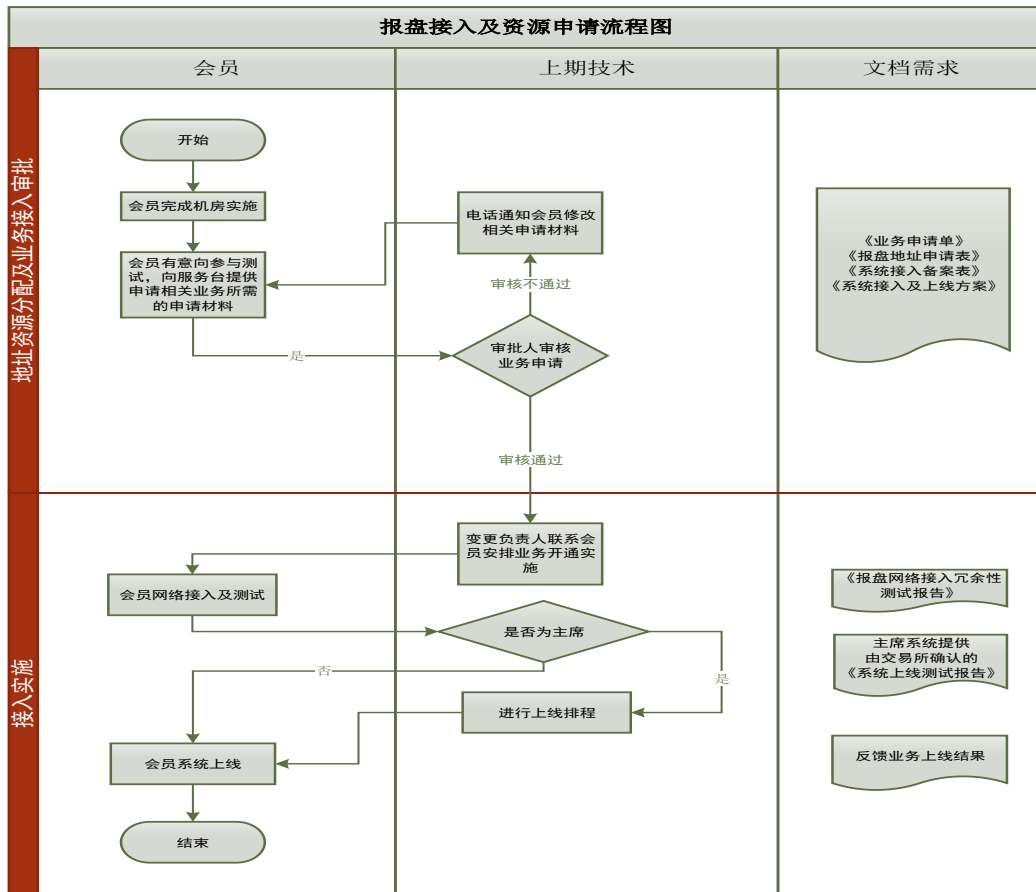 报盘接入及资源申请流程图
会员
上期技术
文档需求
地址资源分配及业务接入审批
开始
会员完成机房实施
会员有意向参与测
试，向服务台提供
申请相关业务所需
的申请材料
电话通知会员修改
相关申请材料
审核不通过
是
审批人审核
业务申请
审核通过
《业务申请单》
《报盘地址申请表》
《系统接入备案表》
《系统接入及上线方案》
接入实施
变更负责人联系会
员安排业务开通实
施
会员网络接入及测试
是否为主席
否
是
进行上线排程
会员系统上线
结束
《报盘网络接入冗余性
测试报告》
主席系统提供
由交易所确认的
《系统上线测试报告》
反馈业务上线结果